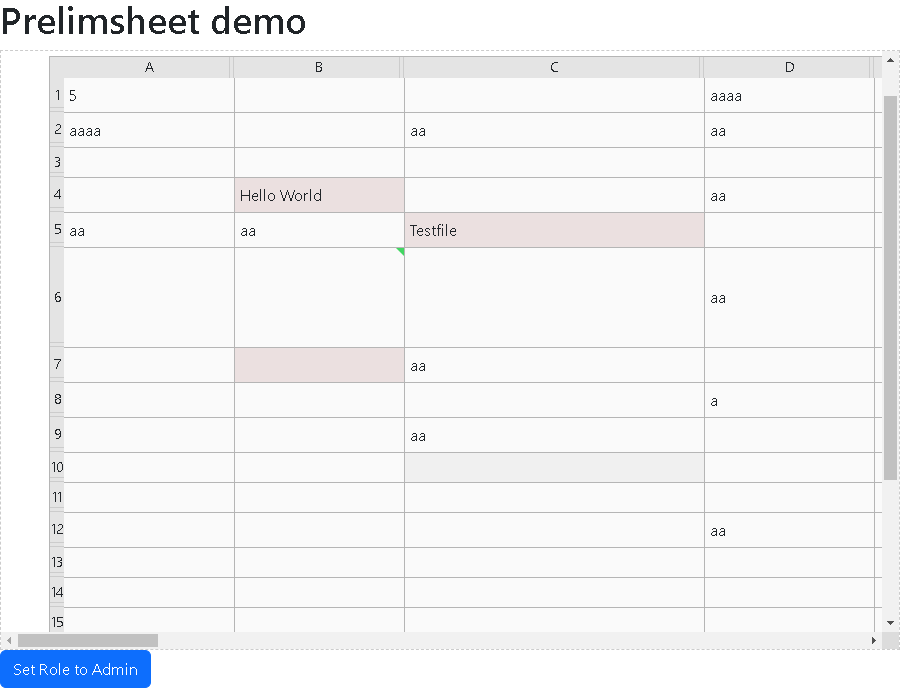 Prelimsheet demo
A B C D
1 5 aaaa
2 aaaa aa aa
3
4 Hello World aa
5 aa aa Testfile
6 aa
7 aa
8 a
9 aa
10
11
12 aa
13
14
15
Set Role to Admin